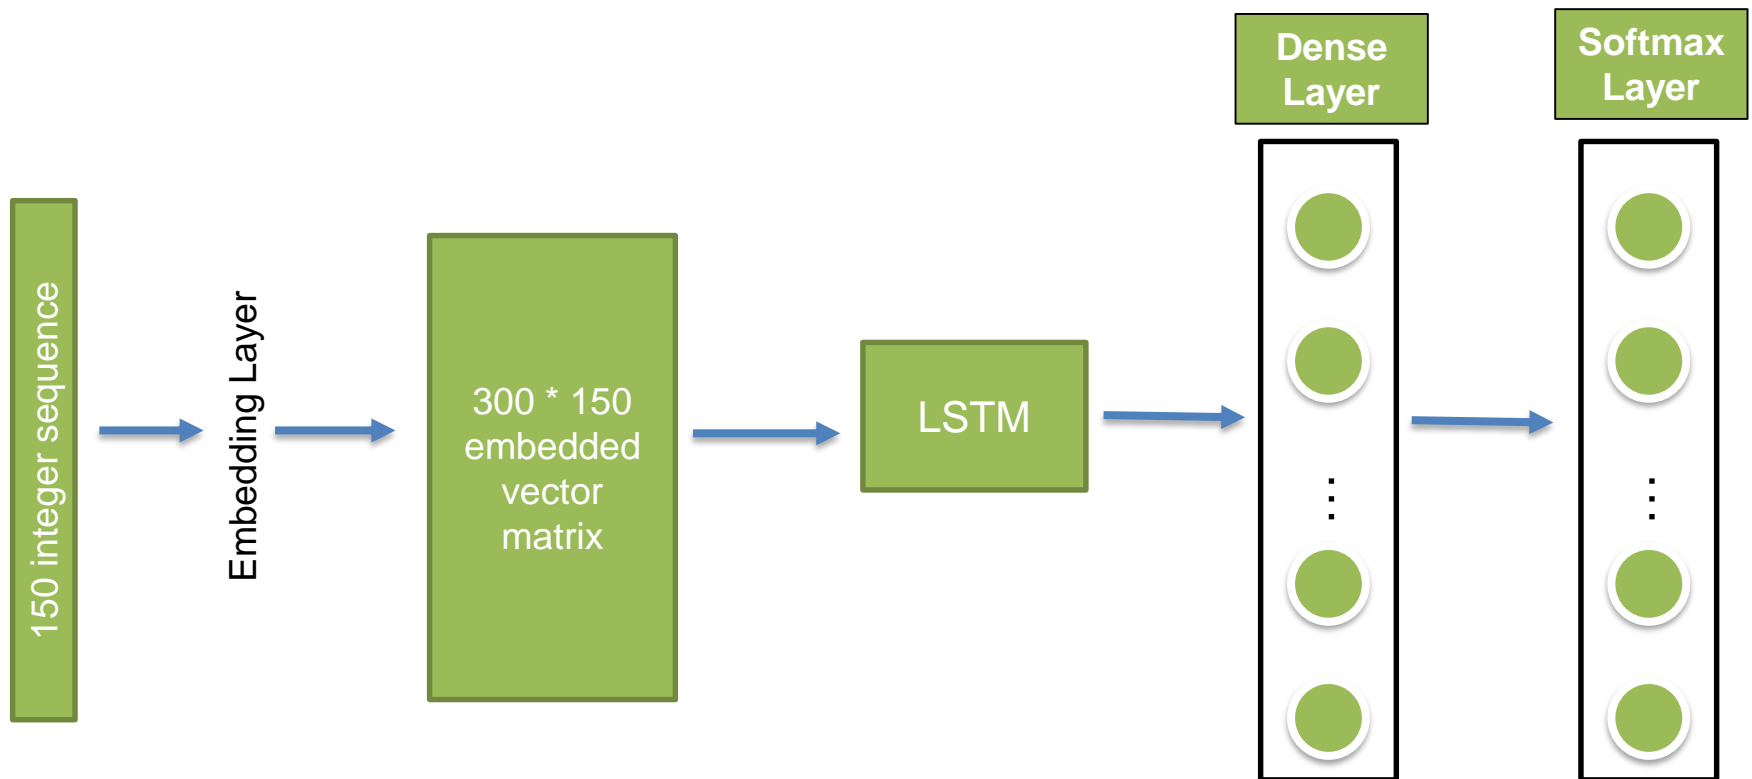 150 integer sequence
Embedding Layer
300 * 150
embedded
vector
matrix
LSTM
Dense
Layer
...
Softmax
Layer
...